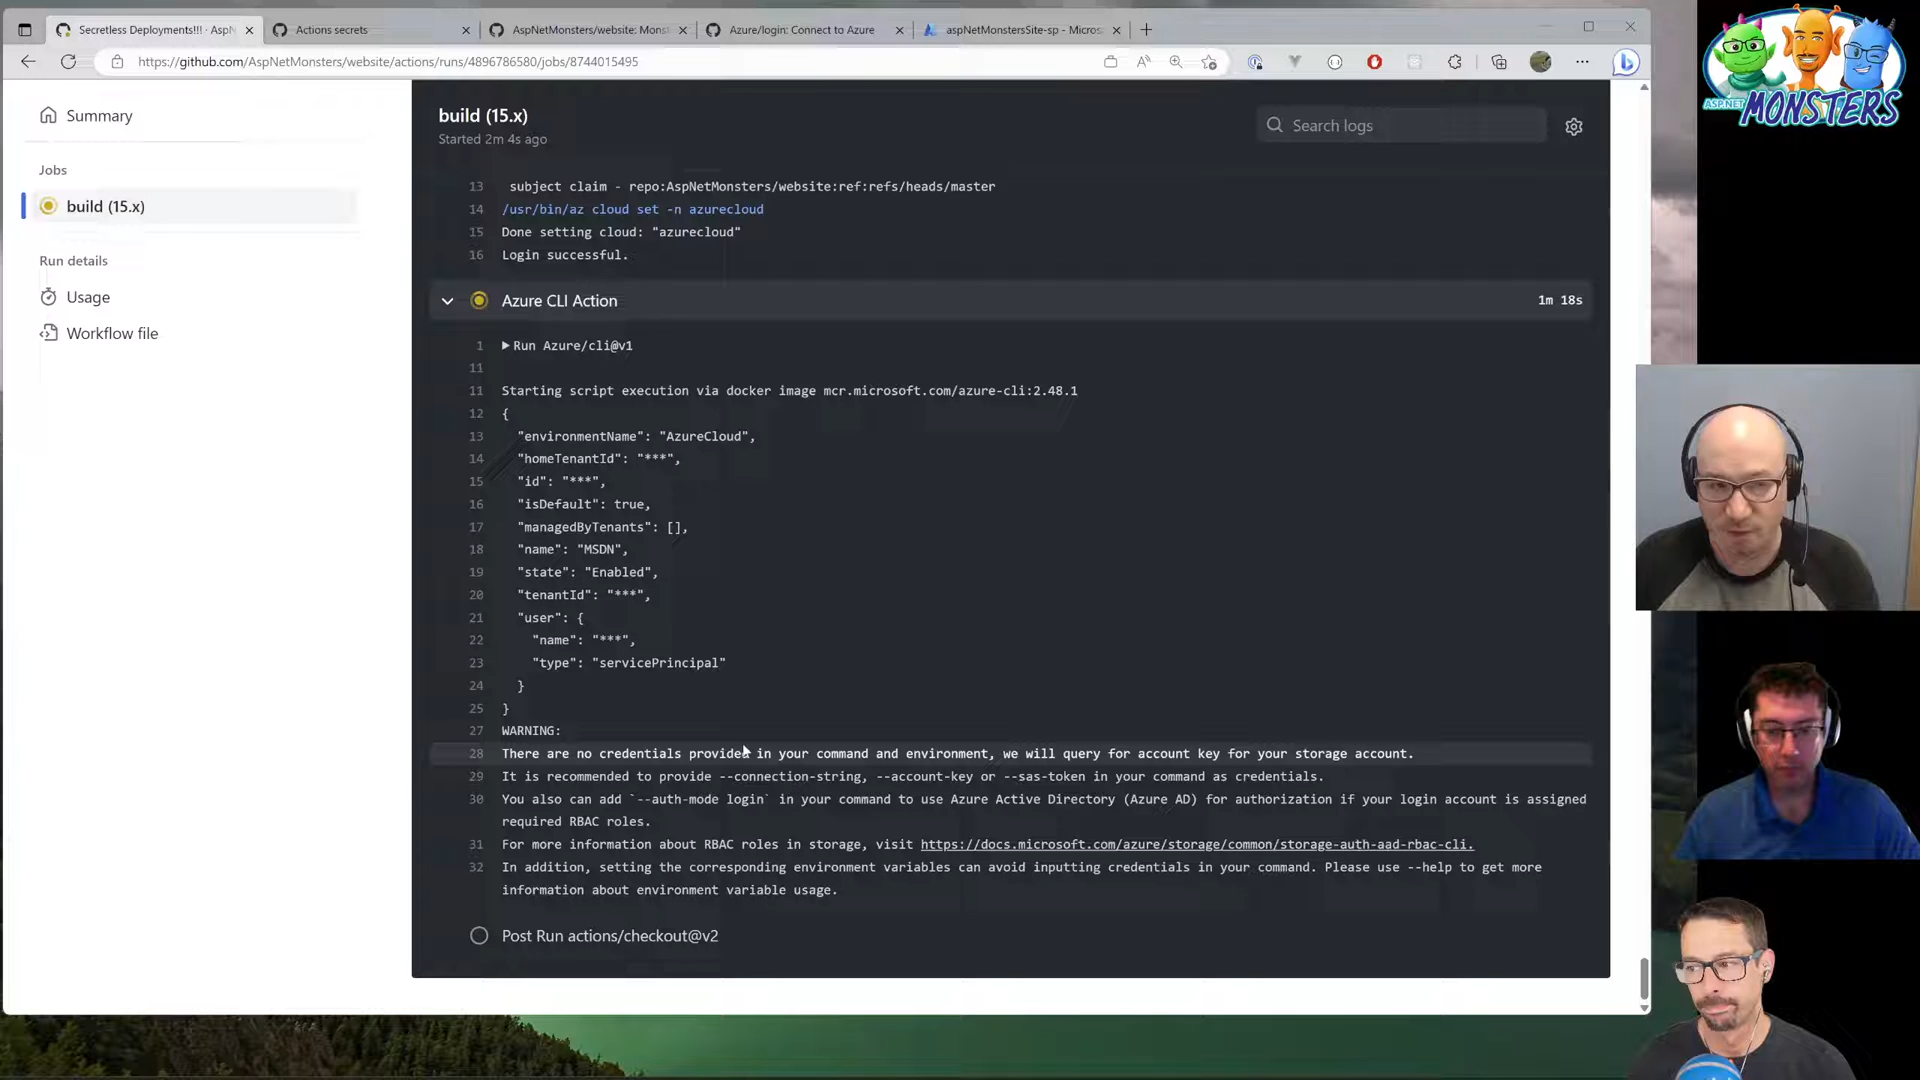 Secretless Deployments!!! · AspN
Actions secrets
AspNetMonsters/website: Monst
Azure/login: Connect to Azure
aspNetMonstersSite-sp - Micros
https://github.com/AspNetMonsters/website/actions/runs/4896786580/jobs/8744015495
ASP.NET
MONSTERS
Summary
Jobs
build (15.x)
Run details
Usage
Workflow file
build (15.x)
Started 2m 4s ago
Search logs
13 subject claim - repo:AspNetMonsters/website:ref:refs/heads/master
14 /usr/bin/az cloud set -n azurecloud
15 Done setting cloud: "azurecloud"
16 Login successful.
Azure CLI Action 1m 18s
1 Run Azure/cli@v1
11
11 Starting script execution via docker image mcr.microsoft.com/azure-cli:2.48.1
12 {
13 "environmentName": "AzureCloud",
14 "homeTenantId": "***",
15 "id": "***",
16 "isDefault": true,
17 "managedByTenants": [],
18 "name": "MSDN",
19 "state": "Enabled",
20 "tenantId": "***",
21 "user": {
22 "name": "***",
23 "type": "servicePrincipal"
24 }
25 }
27 WARNING:
28 There are no credentials provided in your command and environment, we will query for account key for your storage account.
29 It is recommended to provide --connection-string, --account-key or --sas-token in your command as credentials.
30 You also can add `--auth-mode login` in your command to use Azure Active Directory (Azure AD) for authorization if your login account is assigned
required RBAC roles.
31 For more information about RBAC roles in storage, visit https://docs.microsoft.com/azure/storage/common/storage-auth-aad-rbac-cli.
32 In addition, setting the corresponding environment variables can avoid inputting credentials in your command. Please use --help to get more
information about environment variable usage.
Post Run actions/checkout@v2